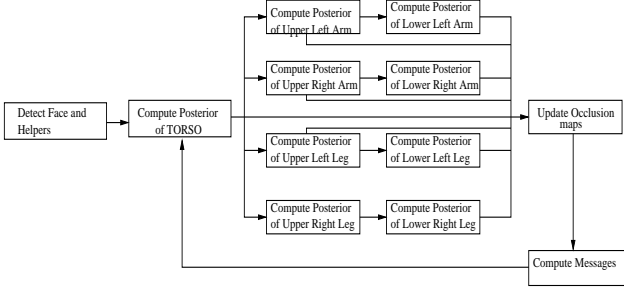 Compute Posterior
of Upper Left Arm
Compute Posterior
of Lower Left Arm
Compute Posterior
of Upper Right Arm
Compute Posterior
of Lower Right Arm
Detect Face and
Helpers
Compute Posterior
of TORSO
Update Occlusion
maps
Compute Posterior
of Upper Left Leg
Compute Posterior
of Lower Left Leg
Compute Posterior
of Upper Right Leg
Compute Posterior
of Lower Right Leg
Compute Messages